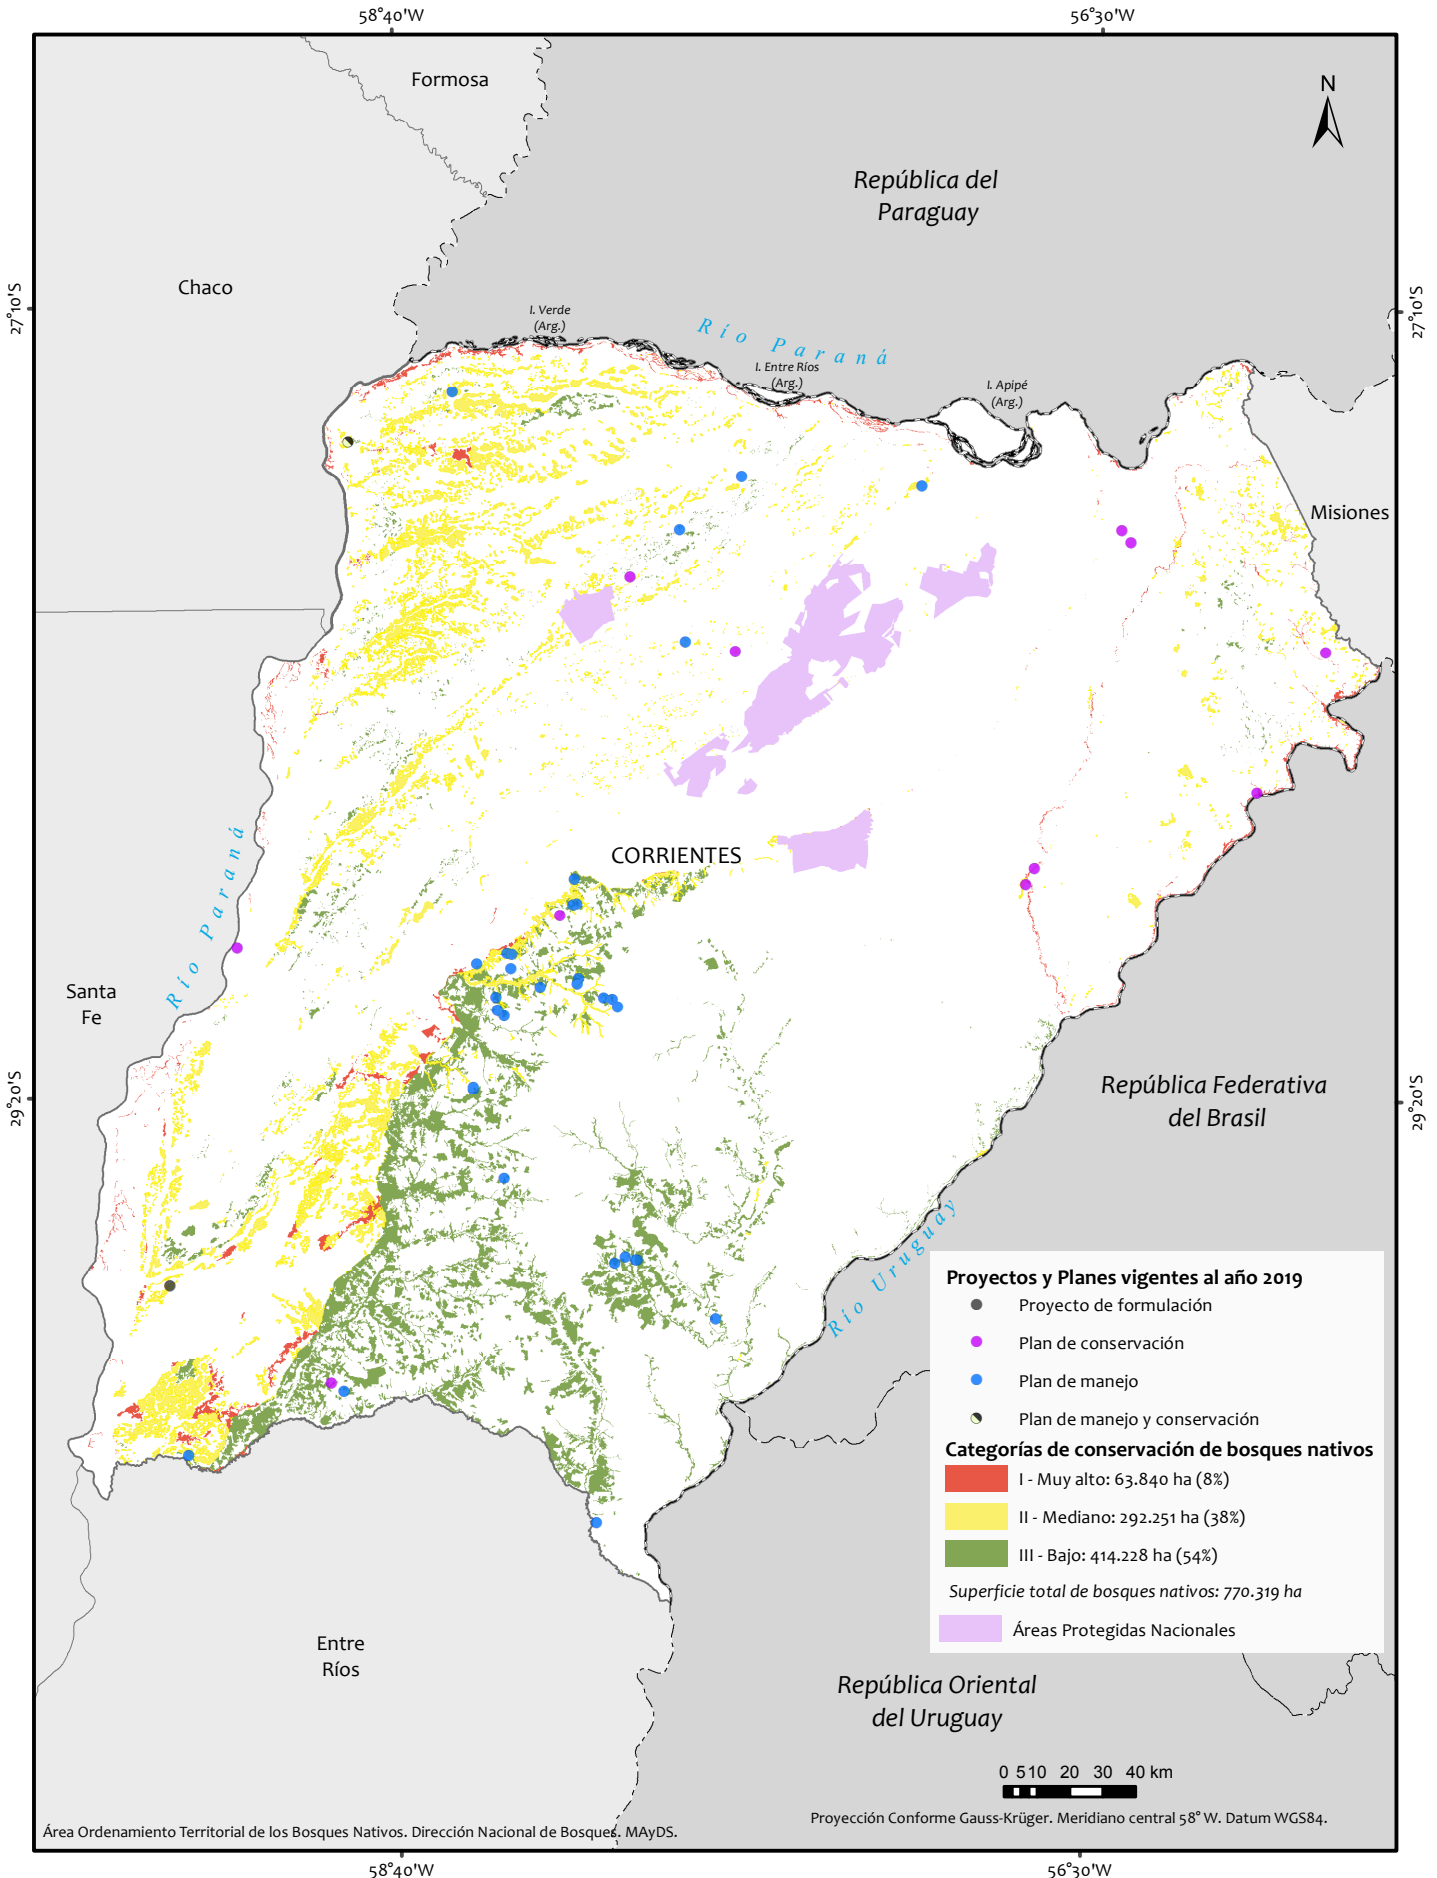 58°40'W
56°30'W
Formosa
N
República del
Paraguay
Chaco
27°10'S
27°10'S
I. Verde
(Arg.)
Río Paraná
I. Entre Ríos
(Arg.)
I. Apipé
(Arg.)
Misiones
CORRIENTES
Río Paraná
Santa
Fe
29°20'S
29°20'S
República Federativa
del Brasil
Río Uruguay
Proyectos y Planes vigentes al año 2019
Proyecto de formulación
Plan de conservación
Plan de manejo
Plan de manejo y conservación
Categorías de conservación de bosques nativos
I - Muy alto: 63.840 ha (8%)
II - Mediano: 292.251 ha (38%)
III - Bajo: 414.228 ha (54%)
Superficie total de bosques nativos: 770.319 ha
Áreas Protegidas Nacionales
Entre
Ríos
República Oriental
del Uruguay
0 5 10 20 30 40 km
Proyección Conforme Gauss-Krüger. Meridiano central 58° W. Datum WGS84.
Área Ordenamiento Territorial de los Bosques Nativos. Dirección Nacional de Bosques. MAyDS.
58°40'W
56°30'W